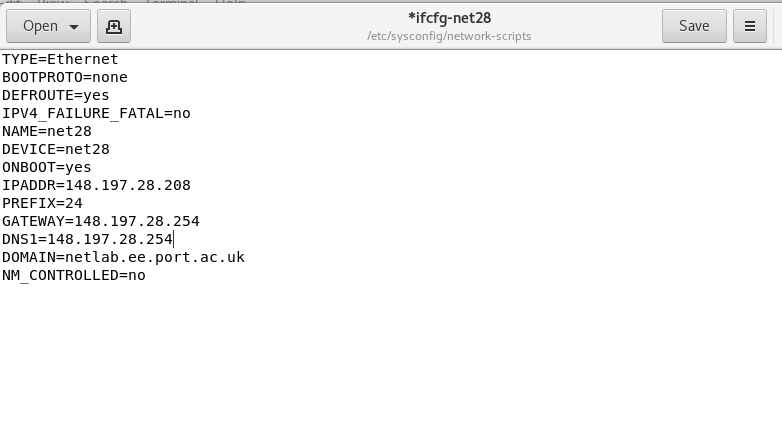 Open
*ifcfg-net28
/etc/sysconfig/network-scripts
Save
TYPE=Ethernet
BOOTPROTO=none
DEFROUTE=yes
IPV4_FAILURE_FATAL=no
NAME=net28
DEVICE=net28
ONBOOT=yes
IPADDR=148.197.28.208
PREFIX=24
GATEWAY=148.197.28.254
DNS1=148.197.28.254
DOMAIN=netlab.ee.port.ac.uk
NM_CONTROLLED=no